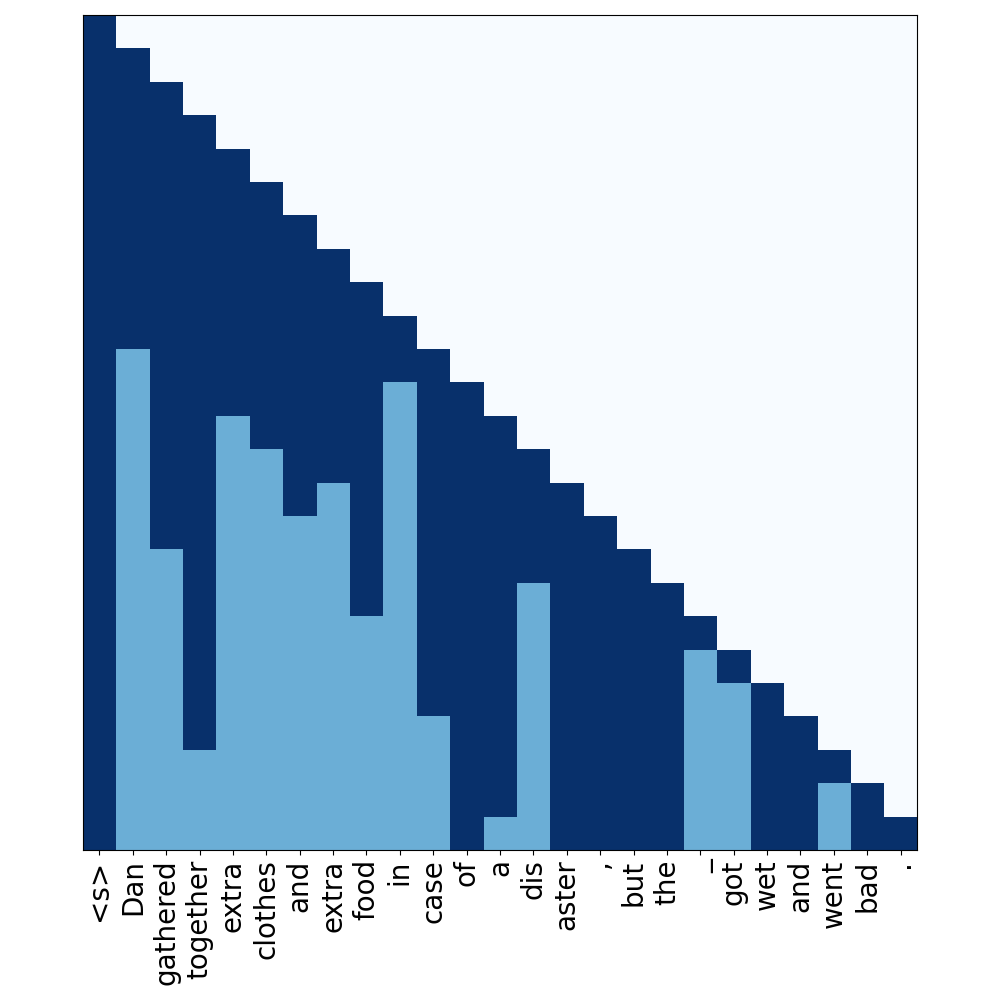 <s>
Dan
gathered
together
extra
clothes
and
extra
food
in
case
of
a
dis
aster
,
but
the
_
got
wet
and
went
bad
.